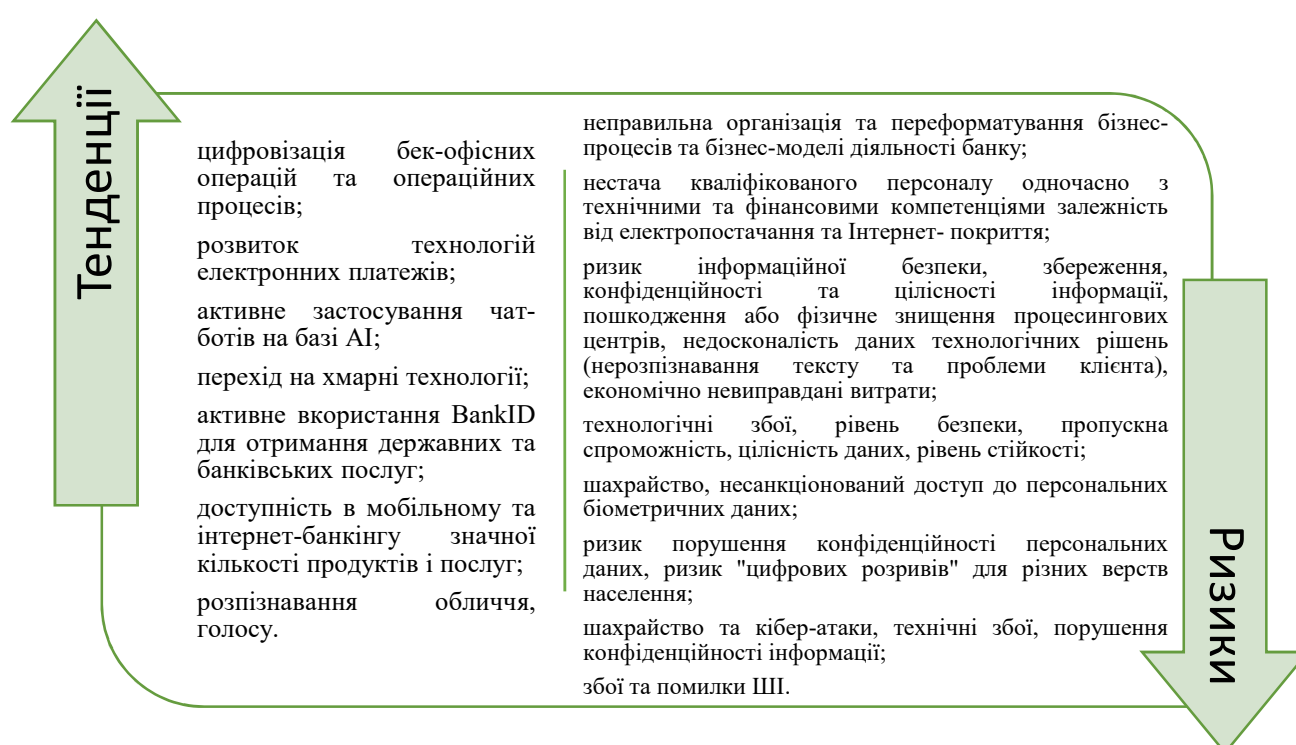 Тенденції
цифровізація бек-офісних
операцій та операційних
процесів;
розвиток технологій
електронних платежів;
активне застосування чат-
ботів на базі AI;
перехід на хмарні технології;
активне вкористання BankID
для отримання державних та
банківських послуг;
доступність в мобільному та
інтернет-банкінгу значної
кількості продуктів і послуг;
розпізнавання обличчя,
голосу.
неправильна організація та переформатування бізнес-
процесів та бізнес-моделі діяльності банку;
нестача кваліфікованого персоналу одночасно з
технічними та фінансовими компетенціями залежність
від електропостачання та Інтернет- покриття;
ризик інформаційної безпеки, збереження,
конфіденційності та цілісності інформації,
пошкодження або фізичне знищення процесингових
центрів, недосконалість даних технологічних рішень
(нерозпізнавання тексту та проблеми клієнта),
економічно невиправдані витрати;
технологічні збої, рівень безпеки, пропускна
спроможність, цілісність даних, рівень стійкості;
шахрайство, несанкціонований доступ до персональних
біометричних даних;
ризик порушення конфіденційності персональних
даних, ризик "цифрових розривів" для різних верств
населення;
шахрайство та кібер-атаки, технічні збої, порушення
конфіденційності інформації;
збої та помилки ШІ.
Ризики